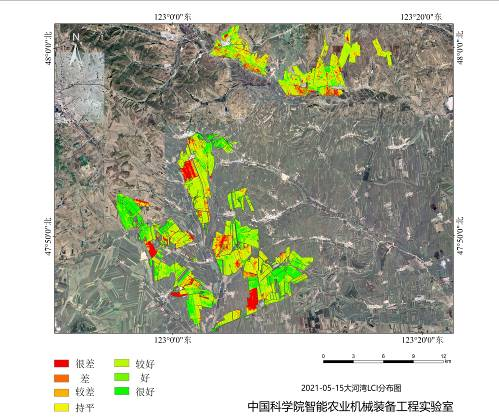 123°0'0"东 123°20'0"东
N
48°0'0"北 48°0'0"北
47°50'0"北 47°50'0"北
123°0'0"东 123°20'0"东
很差 较好
差 好
较差 很好
持平
0 3 6 9 12
km
2021-05-15大河湾LCI分布图
中国科学院智能农业机械装备工程实验室